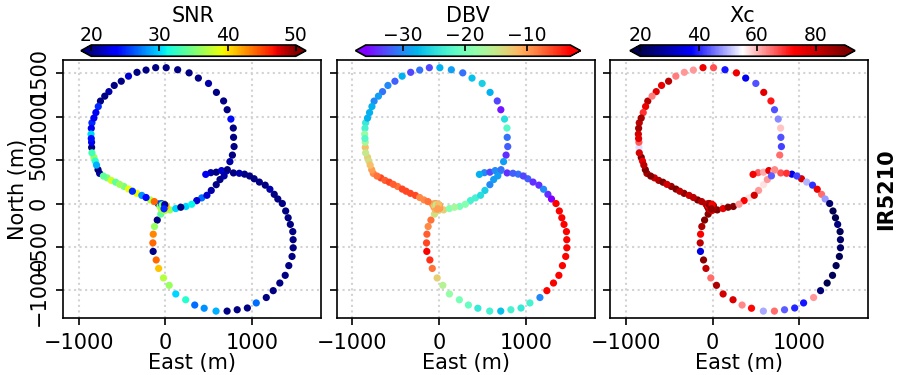 SNR DBV Xc
20 30 40 50 −30 −20 −10 20 40 60 80
1500
1000
500
0
−500
−1000
North (m)
IR5210
−1000 0 1000 −1000 0 1000 −1000 0 1000
East (m) East (m) East (m)